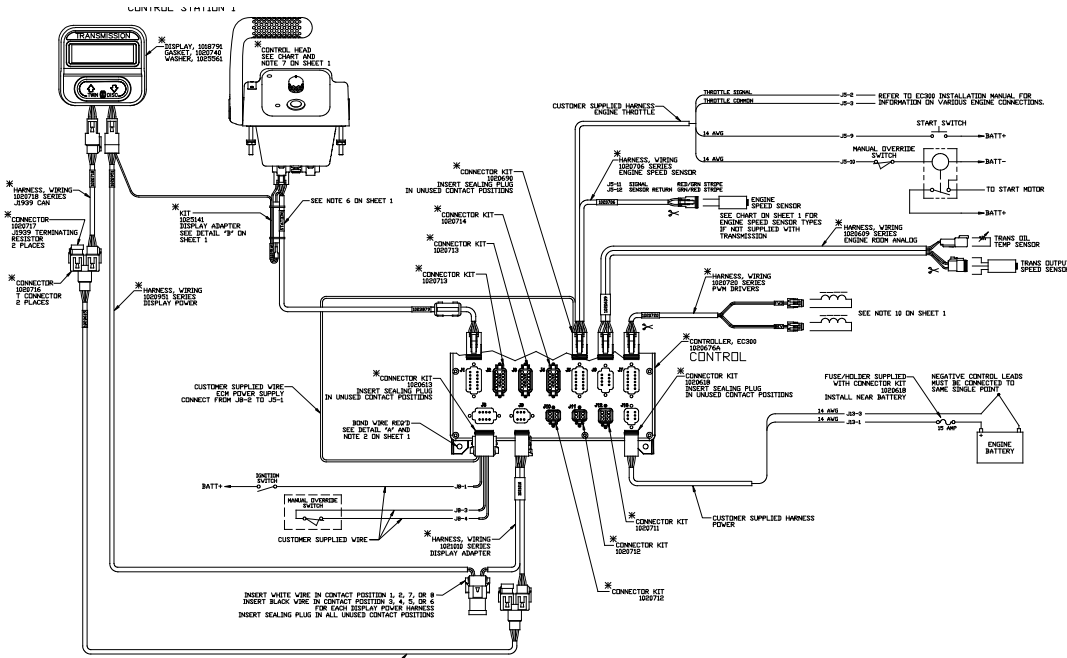 CONTROL STATION 1
TRANSMISSION
TWIN DISC
DISPLAY, 1018791
GASKET, 1020740
WASHER, 1025561
CONTROL HEAD
SEE CHART AND
NOTE 7 ON SHEET 1
HARNESS, WIRING
1020718 SERIES
J1939 CAN
CONNECTOR
1020717
J1939 TERMINATING
RESISTOR
2 PLACES
CONNECTOR
1020716
T CONNECTOR
2 PLACES
KIT
1025141
DISPLAY ADAPTER
SEE DETAIL "B" ON
SHEET 1
SEE NOTE 6 ON SHEET 1
HARNESS, WIRING
1020951 SERIES
DISPLAY POWER
CONNECTOR KIT
1020690
INSERT SEALING PLUG
IN UNUSED CONTACT POSITIONS
CONNECTOR KIT
1020714
CONNECTOR KIT
1020713
CONNECTOR KIT
1020713
CUSTOMER SUPPLIED HARNESS
ENGINE THROTTLE
THROTTLE SIGNAL
THROTTLE COMMON
J5-2
J5-3
REFER TO EC300 INSTALLATION MANUAL FOR
INFORMATION ON VARIOUS ENGINE CONNECTIONS.
START SWITCH
14 AWG
J5-9
BATT+
MANUAL OVERRIDE
SWITCH
14 AWG
J5-10
BATT-
TO START MOTOR
BATT+
HARNESS, WIRING
1020706 SERIES
ENGINE SPEED SENSOR
J5-11 SIGNAL RED/GRN STRIPE
J5-12 SENSOR RETURN GRN/RED STRIPE
ENGINE
SPEED SENSOR
SEE CHART ON SHEET 1 FOR
ENGINE SPEED SENSOR TYPES
IF NOT SUPPLIED WITH
TRANSMISSION
HARNESS, WIRING
1020609 SERIES
ENGINE ROOM ANALOG
TRANS OIL
TEMP SENSOR
TRANS OUTPUT
SPEED SENSOR
HARNESS, WIRING
1020720 SERIES
PWM DRIVERS
SEE NOTE 10 ON SHEET 1
CONTROLLER, EC300
1020676A
CONTROL
CONNECTOR KIT
1020618
INSERT SEALING PLUG
IN UNUSED CONTACT POSITIONS
CONNECTOR KIT
1020613
INSERT SEALING PLUG
IN UNUSED CONTACT POSITIONS
CUSTOMER SUPPLIED WIRE
ECM POWER SUPPLY
CONNECT FROM J8-2 TO J5-1
BOND WIRE REQ'D
SEE DETAIL "A" AND
NOTE 2 ON SHEET 1
FUSE/HOLDER SUPPLIED
WITH CONNECTOR KIT
1020618
INSTALL NEAR BATTERY
NEGATIVE CONTROL LEADS
MUST BE CONNECTED TO
SAME SINGLE POINT
14 AWG
J13-3
14 AWG
J13-1
15 AMP
ENGINE
BATTERY
IGNITION
SWITCH
BATT+
J8-1
MANUAL OVERRIDE
SWITCH
J8-3
J8-4
CUSTOMER SUPPLIED WIRE
HARNESS, WIRING
1021010 SERIES
DISPLAY ADAPTER
CUSTOMER SUPPLIED HARNESS
POWER
CONNECTOR KIT
1020711
CONNECTOR KIT
1020712
CONNECTOR KIT
1020712
INSERT WHITE WIRE IN CONTACT POSITION 1, 2, 7, OR 8
INSERT BLACK WIRE IN CONTACT POSITION 3, 4, 5, OR 6
FOR EACH DISPLAY POWER HARNESS
INSERT SEALING PLUG IN ALL UNUSED CONTACT POSITIONS